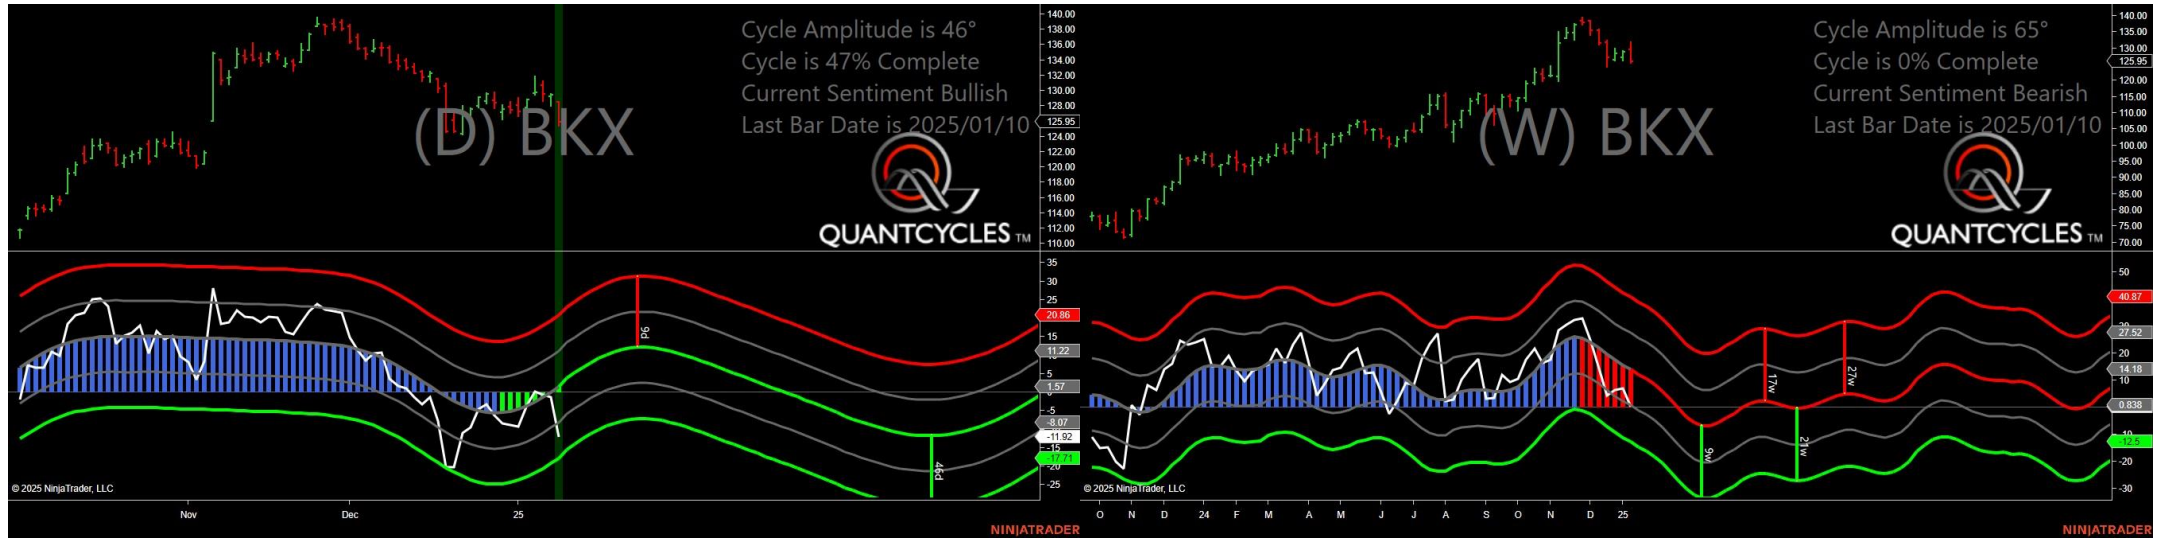 Cycle Amplitude is 46°
Cycle is 47% Complete
Current Sentiment Bullish
Last Bar Date is 2025/01/10
(D) BKX
QUANTCYCLES TM
140.00
138.00
136.00
134.00
132.00
130.00
128.00
125.95
124.00
122.00
120.00
118.00
116.00
114.00
112.00
110.00
35
30
25
20.86
15
11.22
5
1.57
-5
-8.07
-11.92
-15
-17.71
-20
-25
9d
46d
© 2025 NinjaTrader, LLC
Nov
Dec
25
NINJATRADER
Cycle Amplitude is 65°
Cycle is 0% Complete
Current Sentiment Bearish
Last Bar Date is 2025/01/10
(W) BKX
QUANTCYCLES TM
140.00
135.00
130.00
125.95
120.00
115.00
110.00
105.00
100.00
95.00
90.00
85.00
80.00
75.00
70.00
50
40.87
27.52
20
14.18
10
0.838
-12.5
-20
-30
17w
27w
9w
21w
© 2025 NinjaTrader, LLC
O N D 24 F M A M J J A S O N D 25
NINJATRADER